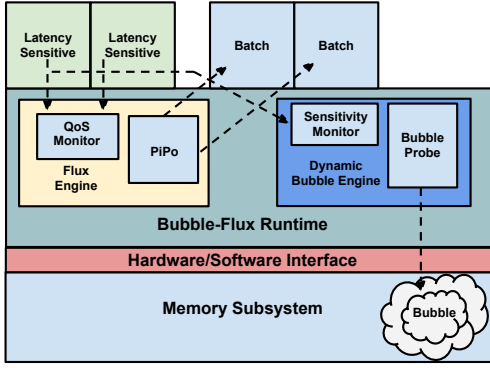 Latency
Sensitive
Latency
Sensitive
Batch
Batch
QoS
Monitor
Flux
Engine
PiPo
Sensitivity
Monitor
Dynamic
Bubble Engine
Bubble
Probe
Bubble-Flux Runtime
Hardware/Software Interface
Memory Subsystem
Bubble